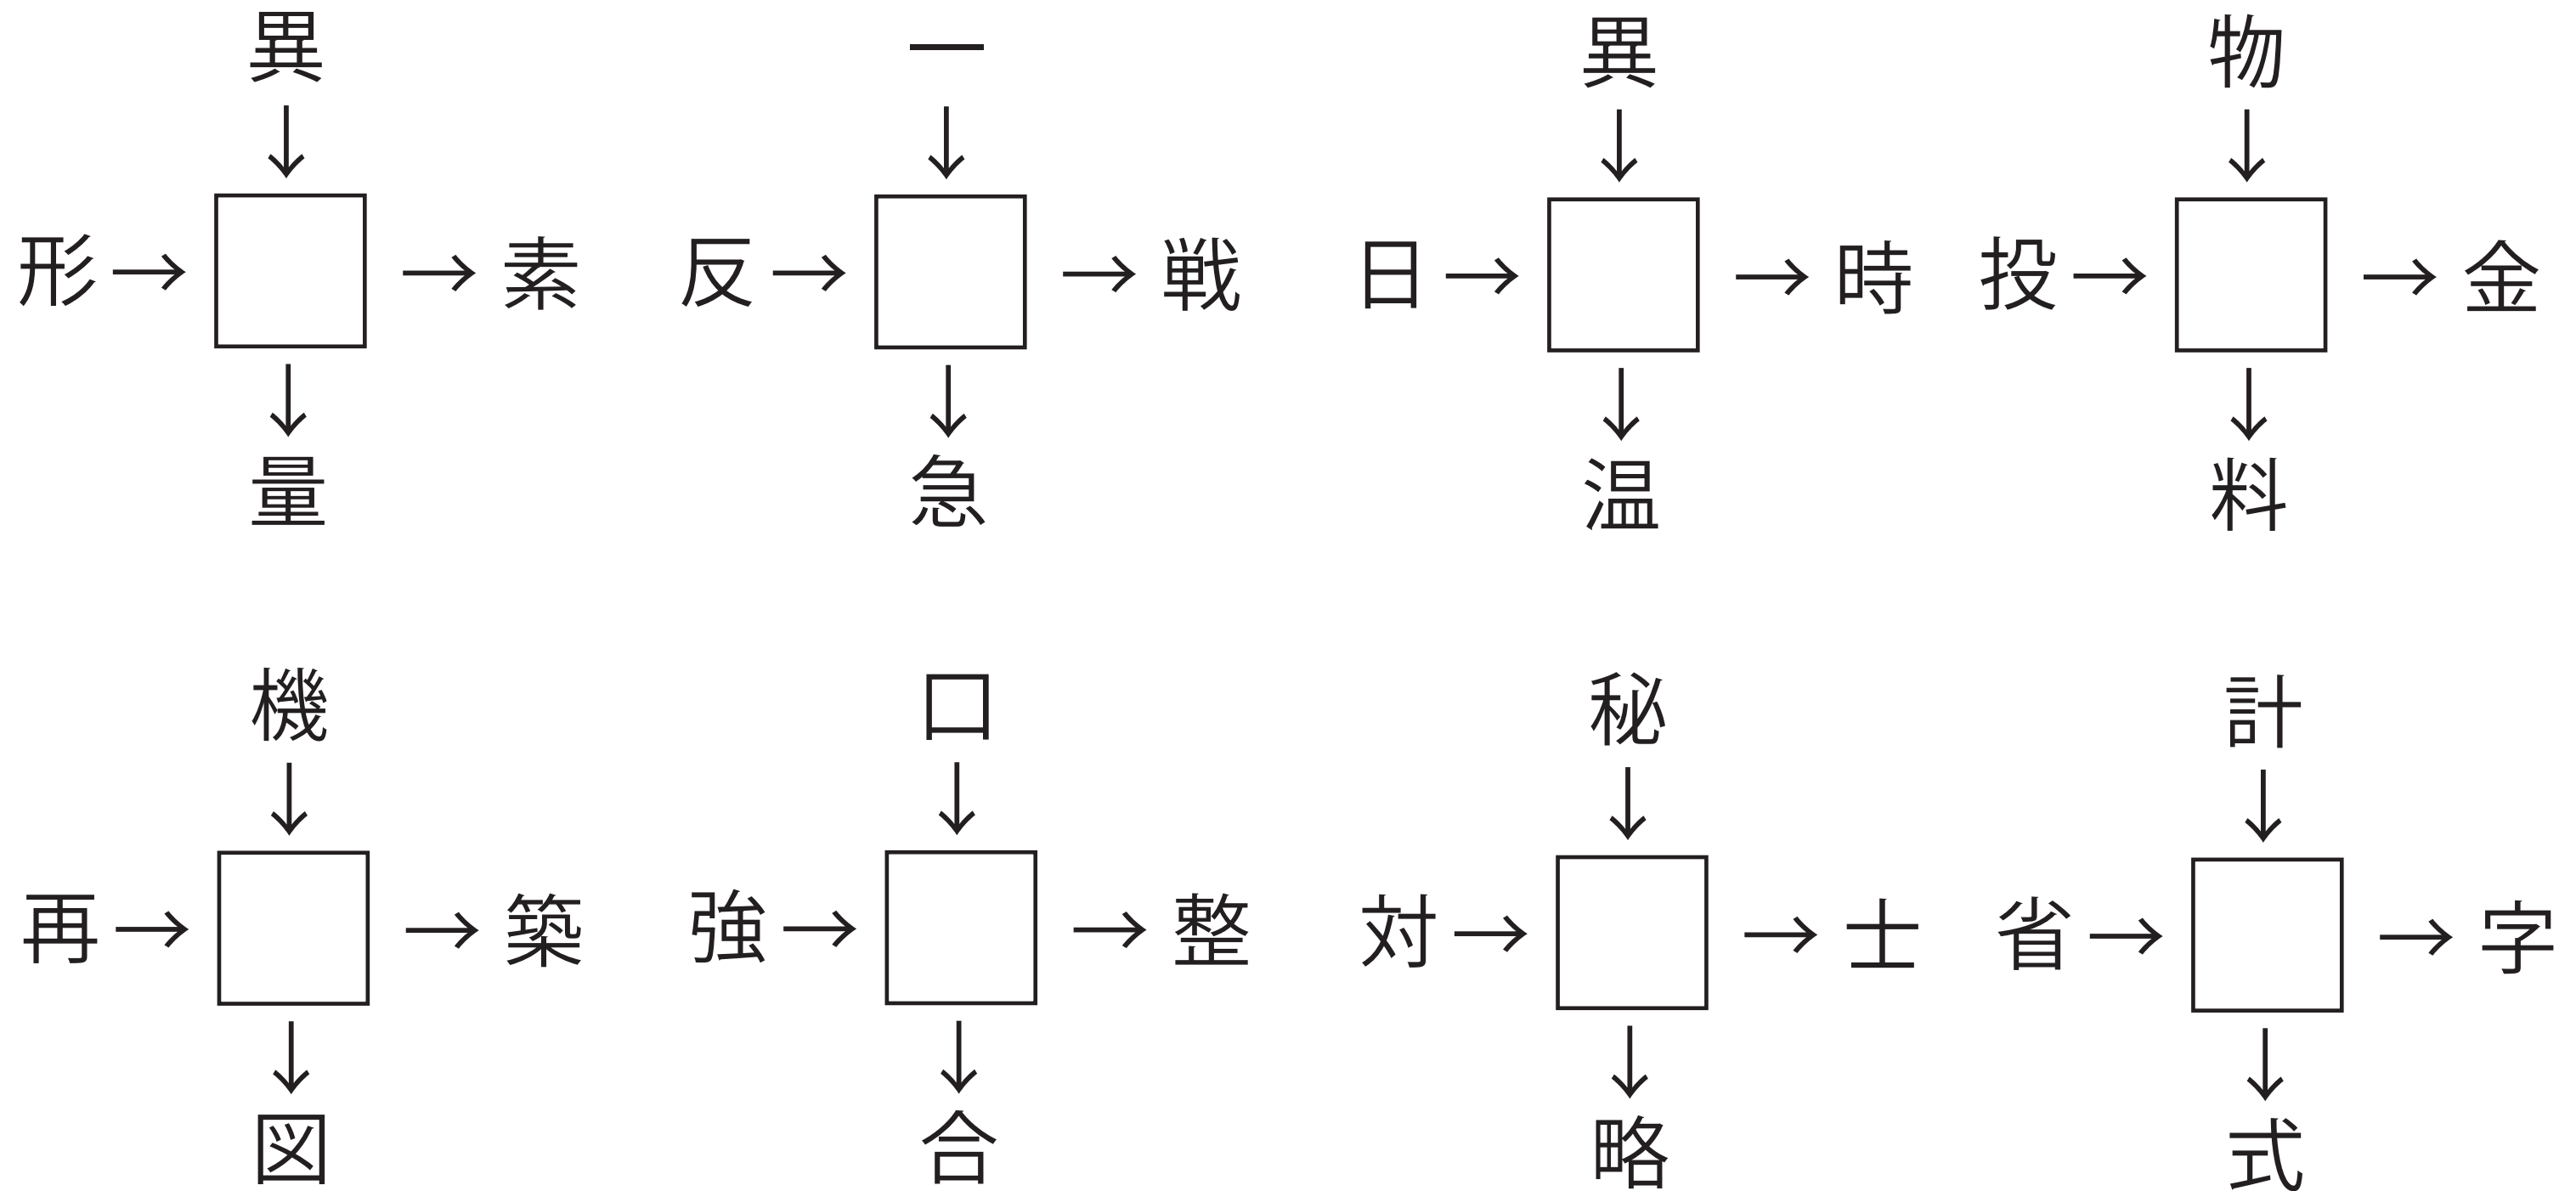 異 一 異 物
形 → → 素 反 → → 戦 日 → → 時 投 → → 金
量 急 温 料
機 口 秘 計
再 → → 築 強 → → 整 対 → → 士 省 → → 字
図 合 略 式